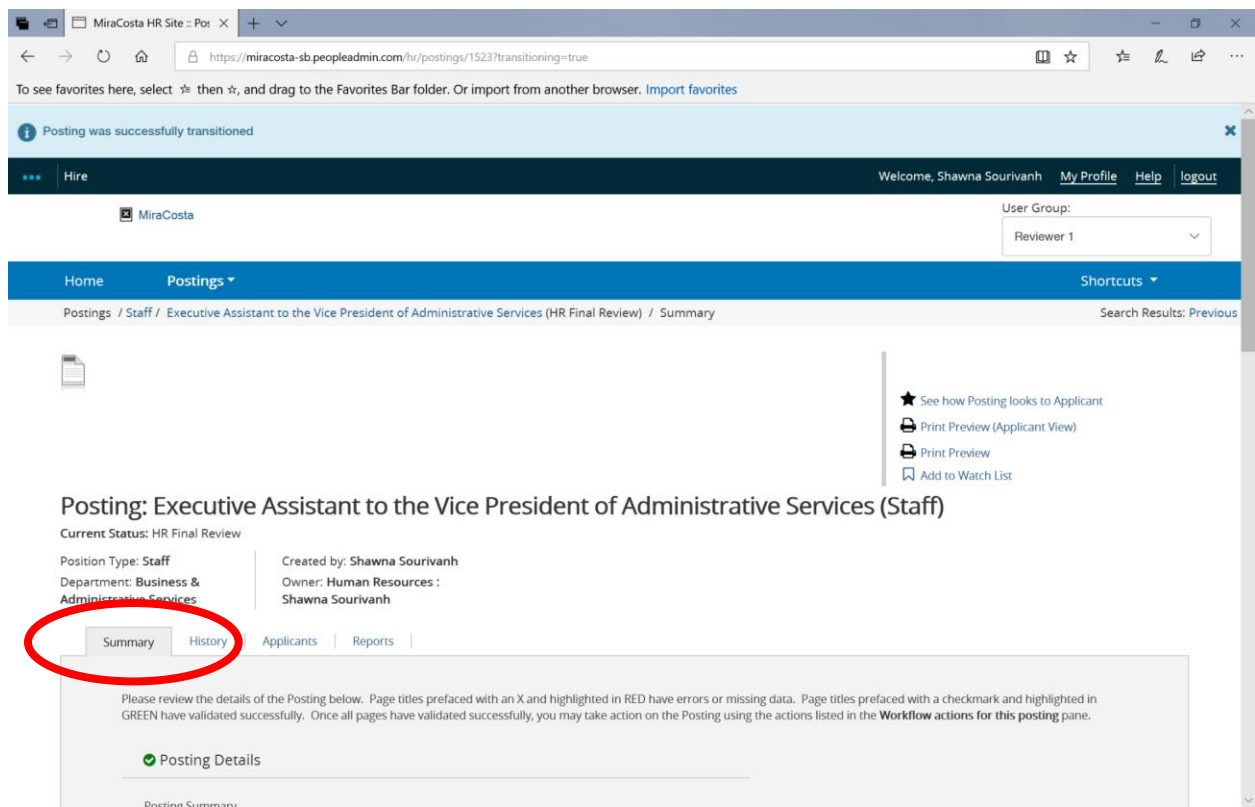 MiraCosta HR Site :: Pos
https://miracosta-sb.peopleadmin.com/hr/postings/1523?transitioning=true
To see favorites here, select then , and drag to the Favorites Bar folder. Or import from another browser. Import favorites
Posting was successfully transitioned
Hire Welcome, Shawna Sourivanh My Profile Help logout
MiraCosta
User Group:
Reviewer 1
Home Postings Shortcuts
Postings / Staff / Executive Assistant to the Vice President of Administrative Services (HR Final Review) / Summary Search Results: Previous
See how Posting looks to Applicant
Print Preview (Applicant View)
Print Preview
Add to Watch List
Posting: Executive Assistant to the Vice President of Administrative Services (Staff)
Current Status: HR Final Review
Position Type: Staff Created by: Shawna Sourivanh
Department: Business & Owner: Human Resources :
Administrative Services Shawna Sourivanh
Summary History Applicants Reports
Please review the details of the Posting below. Page titles prefaced with an X and highlighted in RED have errors or missing data. Page titles prefaced with a checkmark and highlighted in
GREEN have validated successfully. Once all pages have validated successfully, you may take action on the Posting using the actions listed in the Workflow actions for this posting pane.
Posting Details
Posting Summary